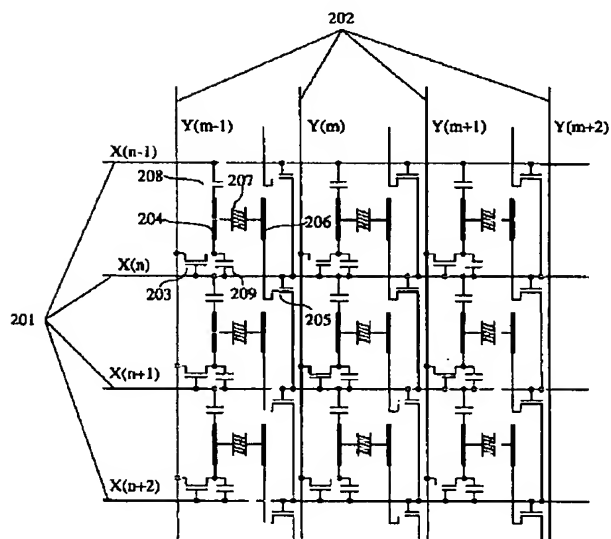 202
Y(m-1) Y(m) Y(m+1) Y(m+2)
X(n-1)
208 207
204 206
X(n)
203 209 205
201
X(n+1)
X(n+2)